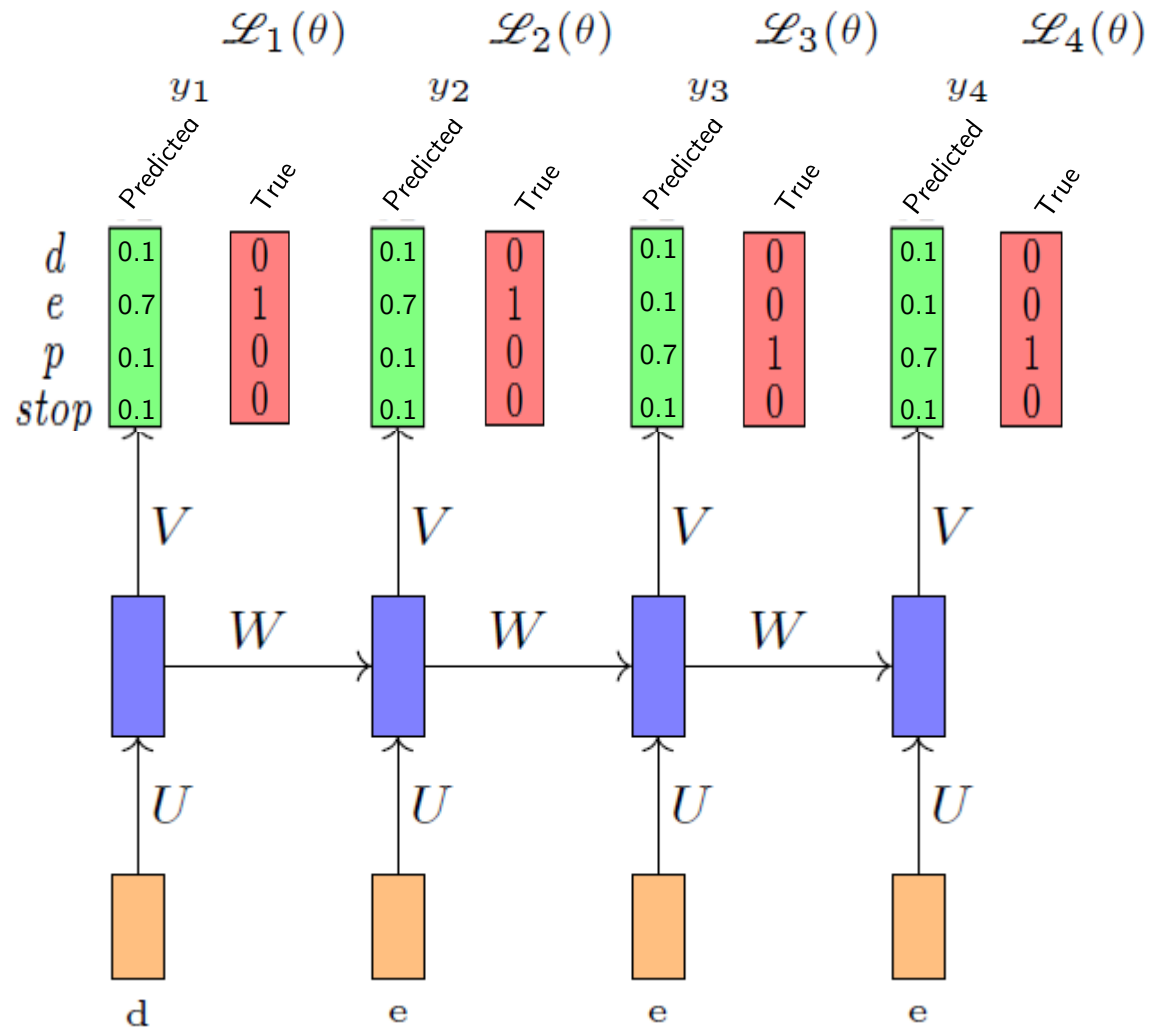 ℒ₁(θ) ℒ₂(θ) ℒ₃(θ) ℒ₄(θ)
y₁ y₂ y₃ y₄
Predicted True Predicted True Predicted True Predicted True
d 0.1 0 0.1 0 0.1 0 0.1 0
e 0.7 1 0.7 1 0.1 0 0.1 0
p 0.1 0 0.1 0 0.7 1 0.7 1
stop 0.1 0 0.1 0 0.1 0 0.1 0
V V V V
W W W
U U U U
d e e e